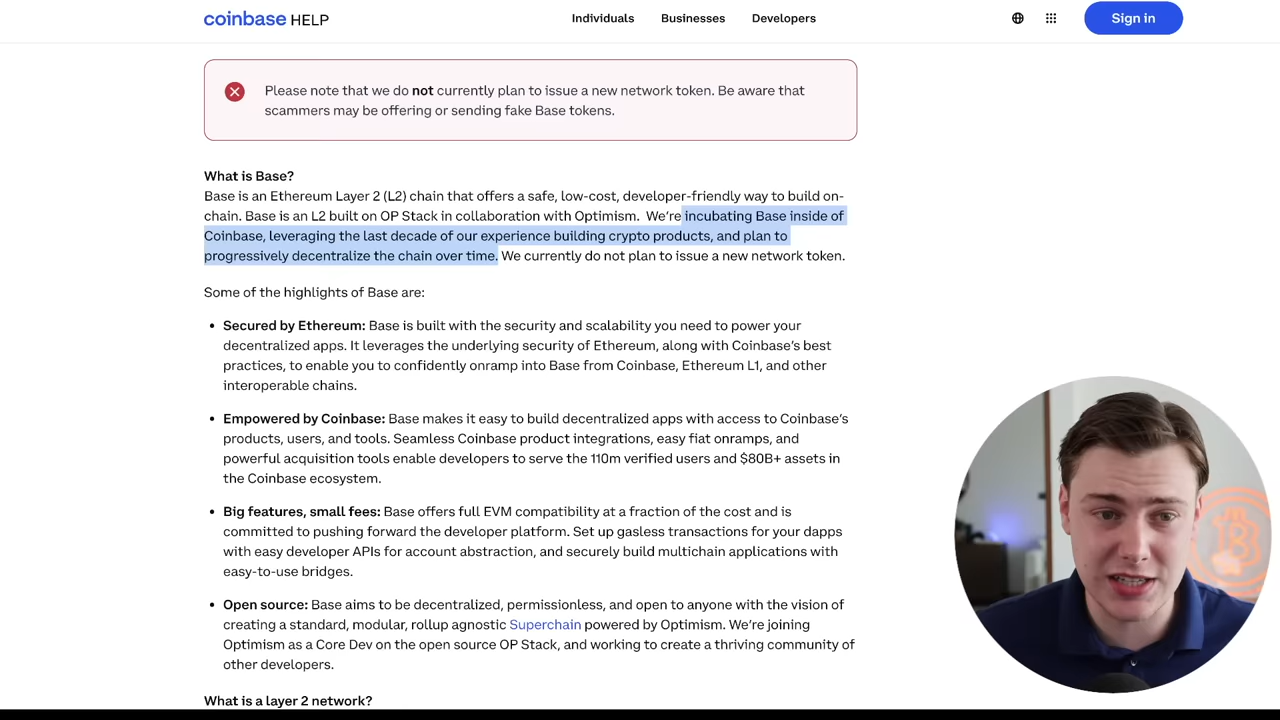 coinbase HELP
Individuals
Businesses
Developers
Sign in
Please note that we do not currently plan to issue a new network token. Be aware that
scammers may be offering or sending fake Base tokens.
What is Base?
Base is an Ethereum Layer 2 (L2) chain that offers a safe, low-cost, developer-friendly way to build on-
chain. Base is an L2 built on OP Stack in collaboration with Optimism.  We're incubating Base inside of
Coinbase, leveraging the last decade of our experience building crypto products, and plan to
progressively decentralize the chain over time. We currently do not plan to issue a new network token.
Some of the highlights of Base are:
• Secured by Ethereum: Base is built with the security and scalability you need to power your
decentralized apps. It leverages the underlying security of Ethereum, along with Coinbase's best
practices, to enable you to confidently onramp into Base from Coinbase, Ethereum L1, and other
interoperable chains.
• Empowered by Coinbase: Base makes it easy to build decentralized apps with access to Coinbase's
products, users, and tools. Seamless Coinbase product integrations, easy fiat onramps, and
powerful acquisition tools enable developers to serve the 110m verified users and $80B+ assets in
the Coinbase ecosystem.
• Big features, small fees: Base offers full EVM compatibility at a fraction of the cost and is
committed to pushing forward the developer platform. Set up gasless transactions for your dapps
with easy developer APIs for account abstraction, and securely build multichain applications with
easy-to-use bridges.
• Open source: Base aims to be decentralized, permissionless, and open to anyone with the vision of
creating a standard, modular, rollup agnostic Superchain powered by Optimism. We're joining
Optimism as a Core Dev on the open source OP Stack, and working to create a thriving community of
other developers.
What is a layer 2 network?